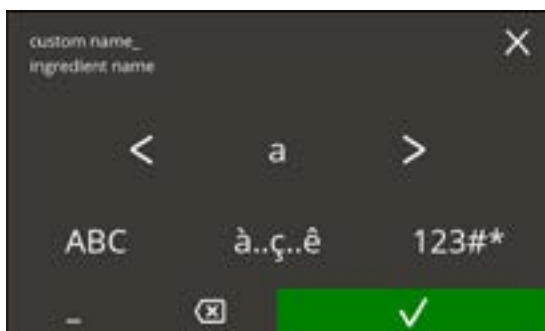 custom name_
ingredient name
< a >
ABC à..ç..ê 123#*
_